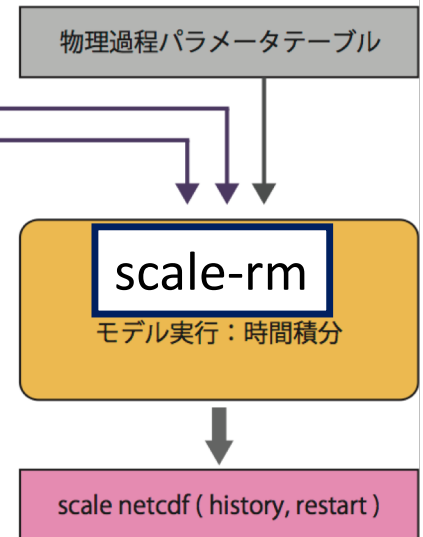 物理過程パラメータテーブル
scale-rm
モデル実行：時間積分
scale netcdf ( history, restart )